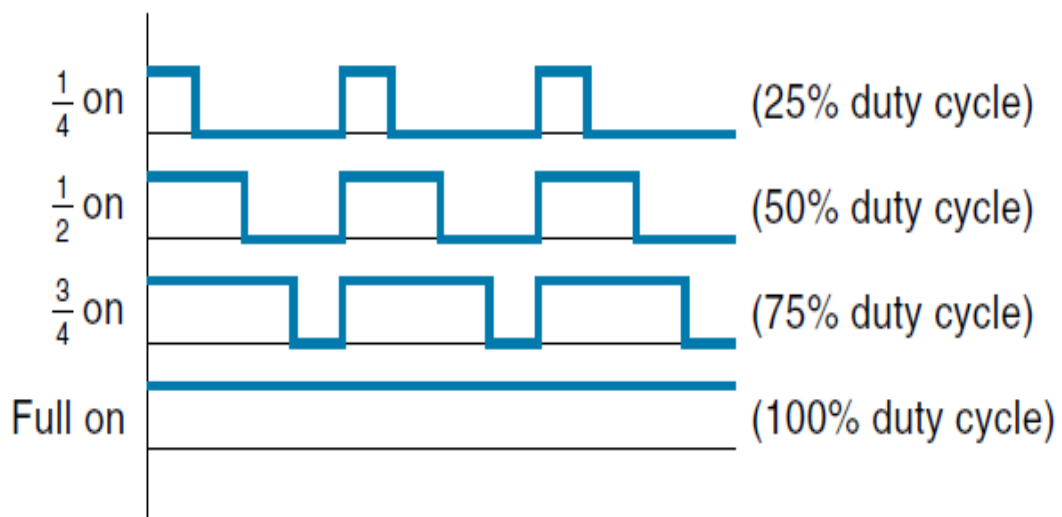 1/4 on (25% duty cycle)
1/2 on (50% duty cycle)
3/4 on (75% duty cycle)
Full on (100% duty cycle)